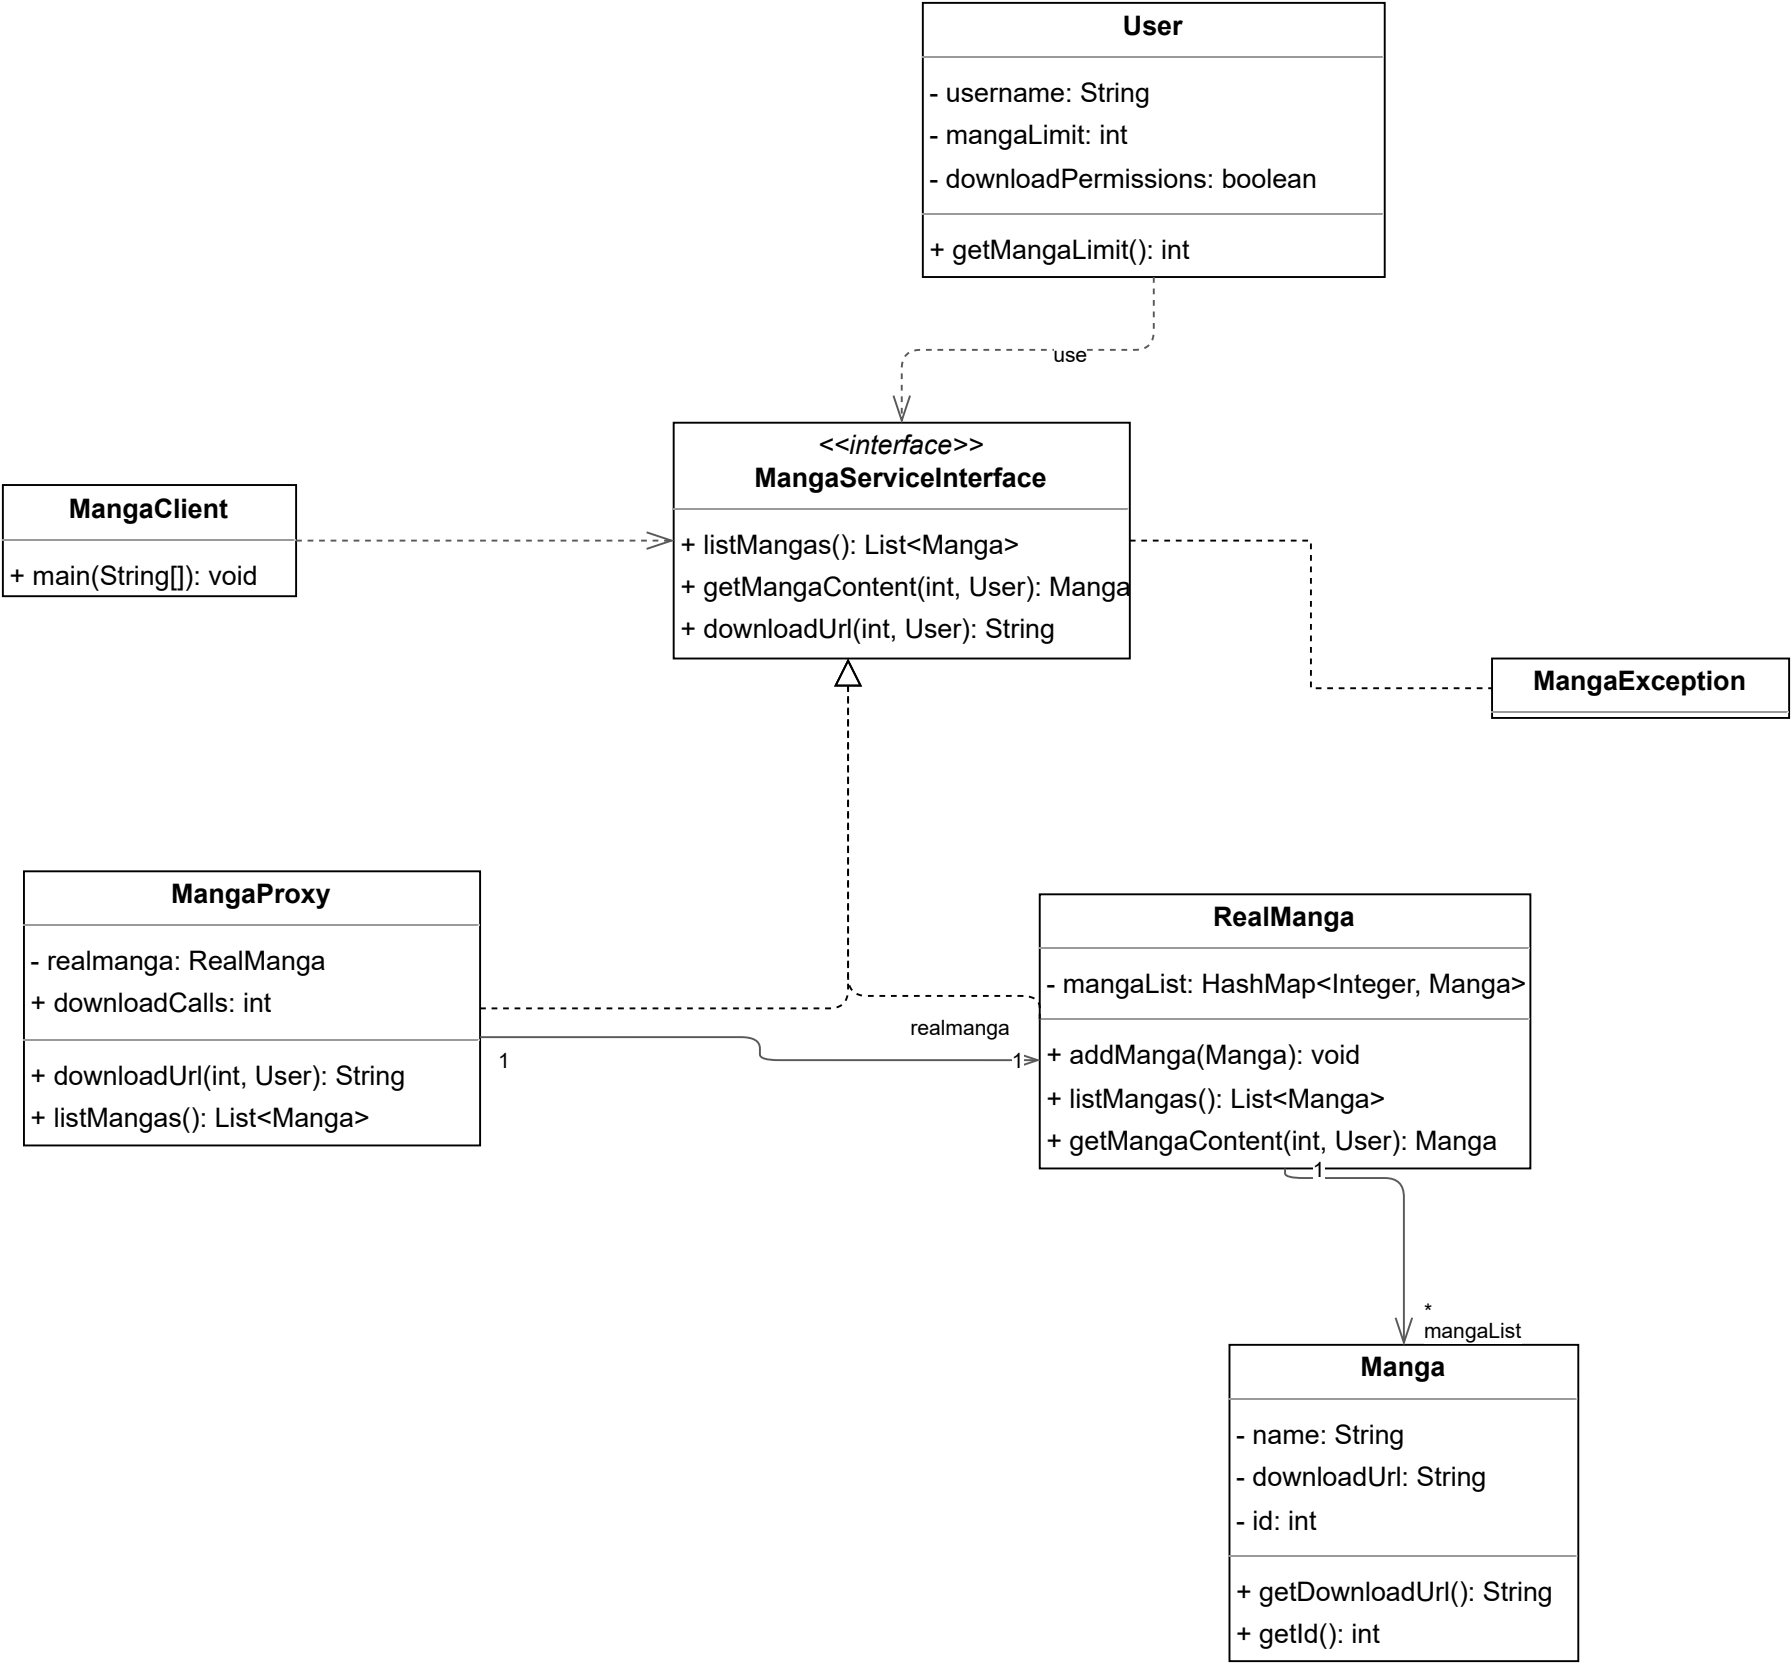 User
- username: String
- mangaLimit: int
- downloadPermissions: boolean
+ getMangaLimit(): int
use
<<interface>>
MangaServiceInterface
+ listMangas(): List<Manga>
+ getMangaContent(int, User): Manga
+ downloadUrl(int, User): String
MangaClient
+ main(String[]): void
MangaException
MangaProxy
- realmanga: RealManga
+ downloadCalls: int
+ downloadUrl(int, User): String
+ listMangas(): List<Manga>
1
realmanga
1
RealManga
- mangaList: HashMap<Integer, Manga>
+ addManga(Manga): void
+ listMangas(): List<Manga>
+ getMangaContent(int, User): Manga
1
*
mangaList
Manga
- name: String
- downloadUrl: String
- id: int
+ getDownloadUrl(): String
+ getId(): int